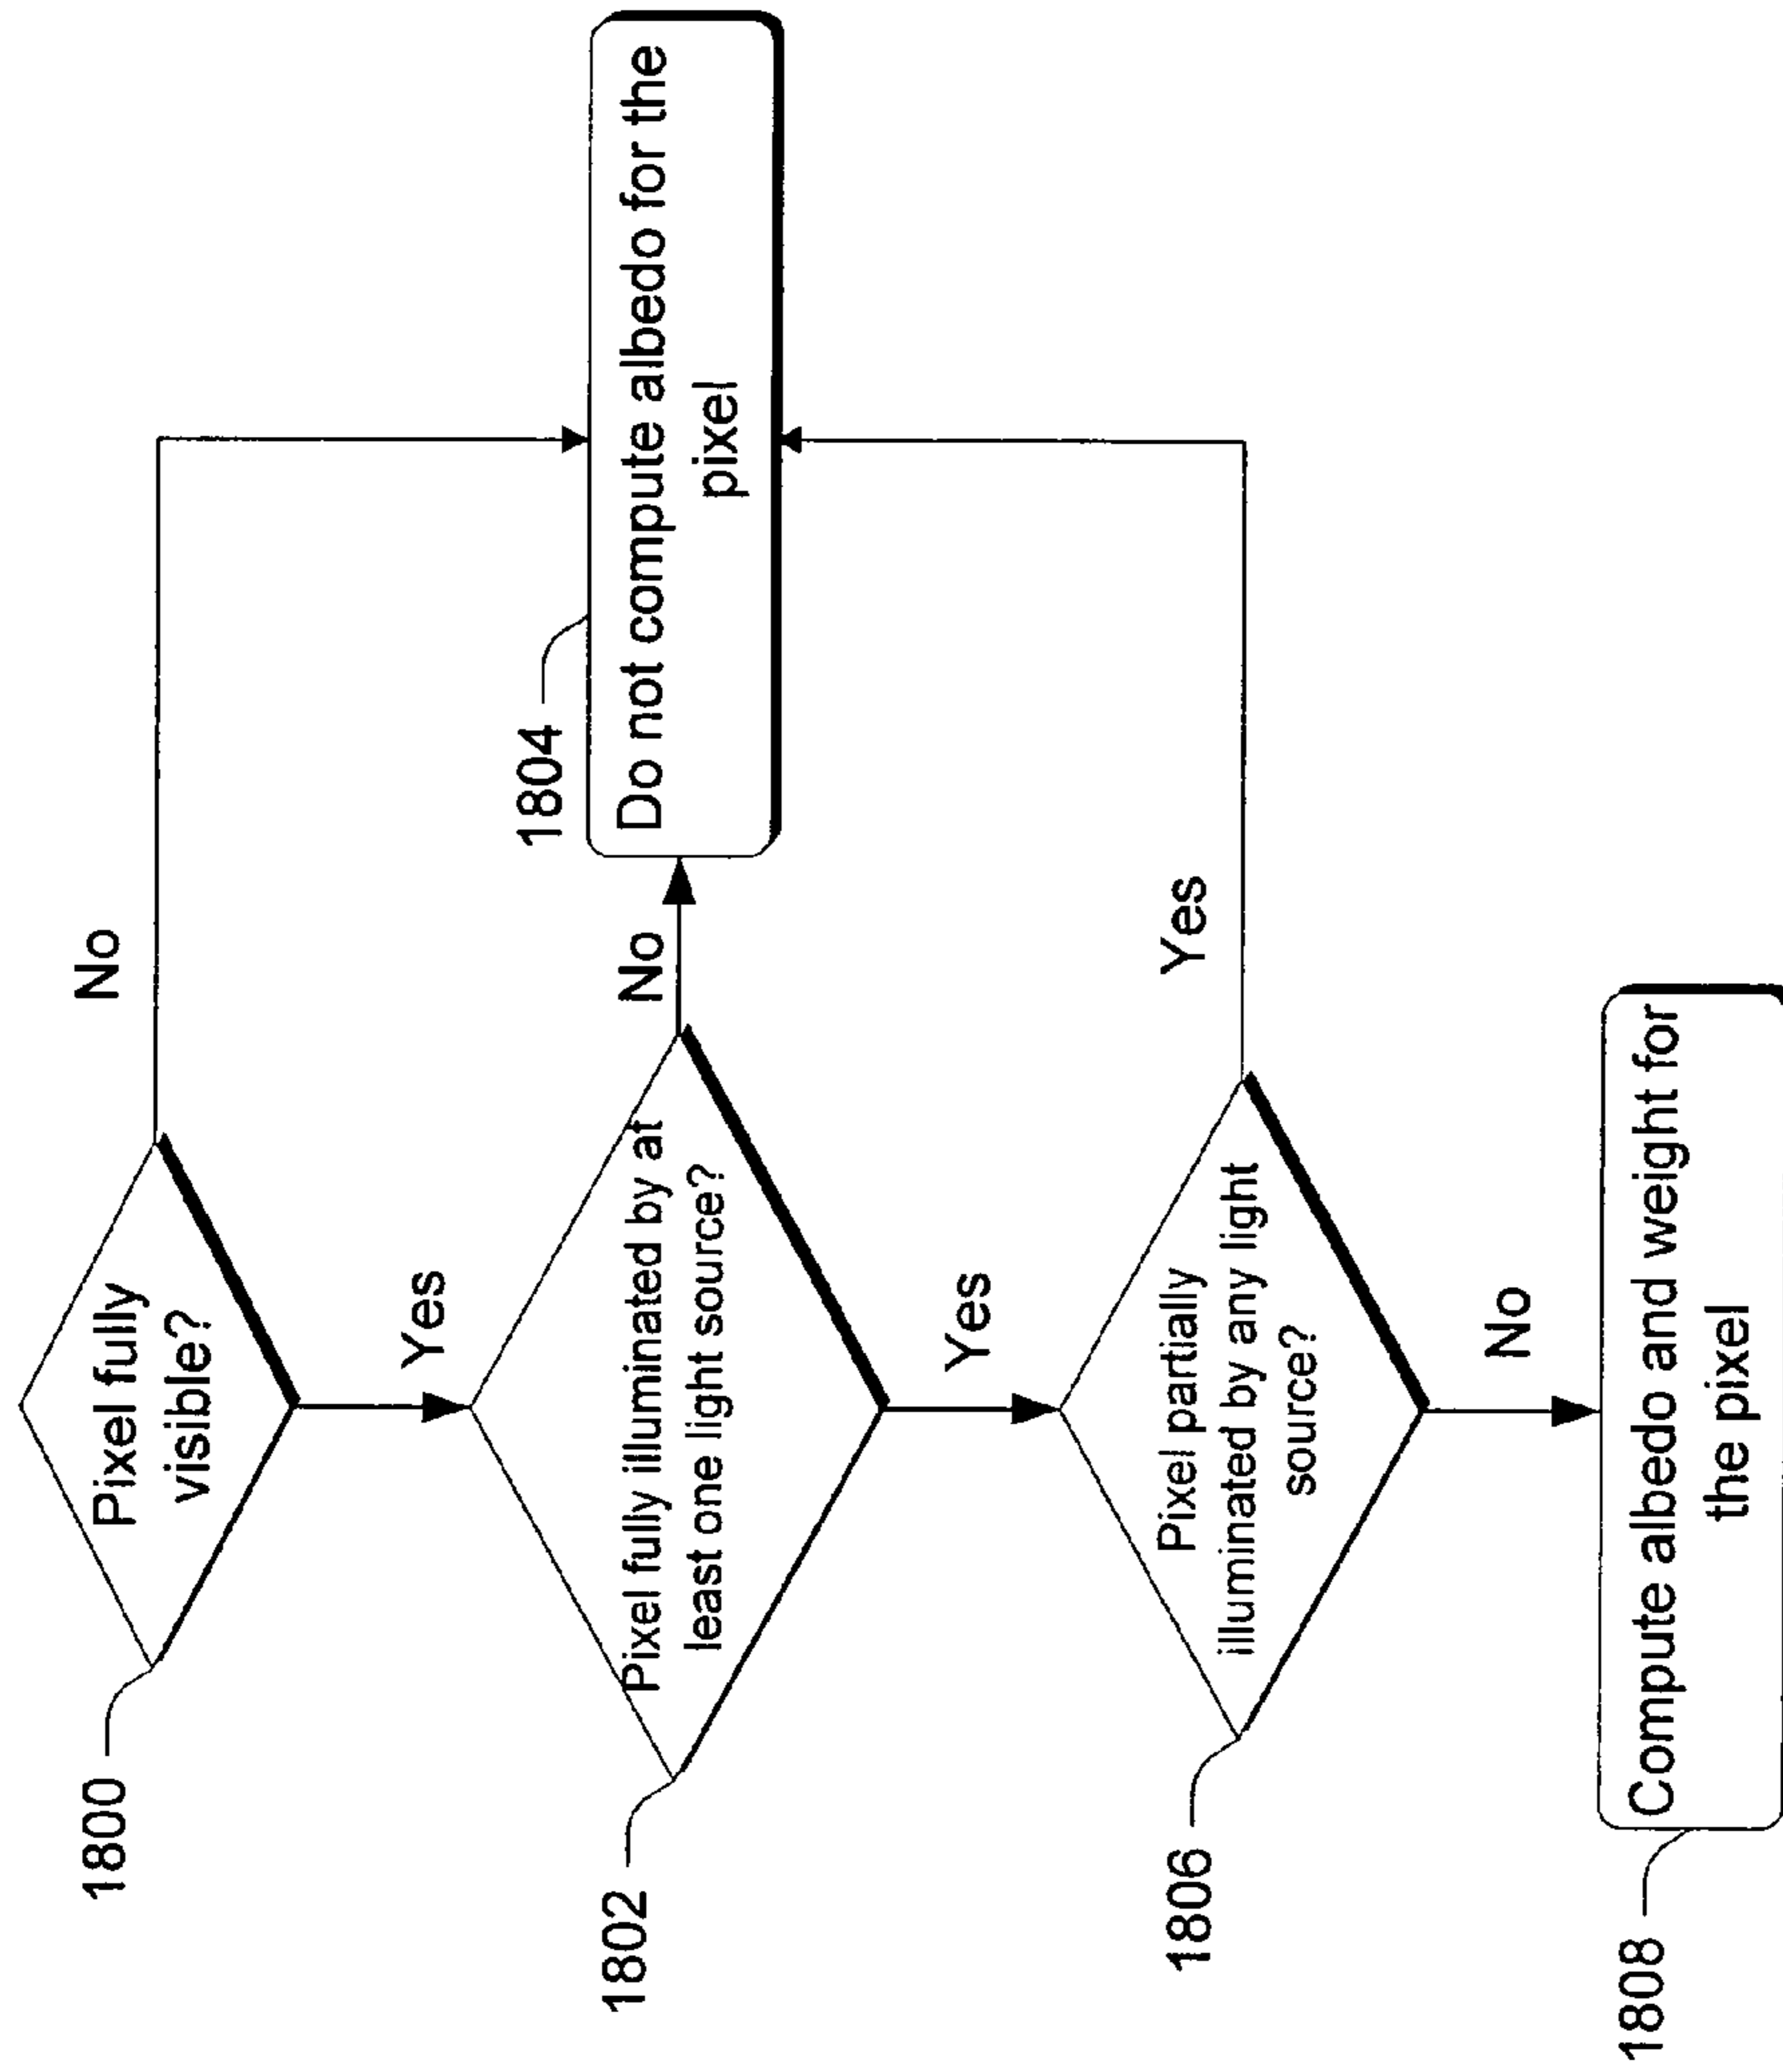 1800
Pixel fully
visible?
No
Yes
1802
Pixel fully illuminated by at
least one light source?
No
1804
Do not compute albedo for the
pixel
Yes
1806
Pixel partially
illuminated by any light
source?
Yes
No
1808
Compute albedo and weight for
the pixel